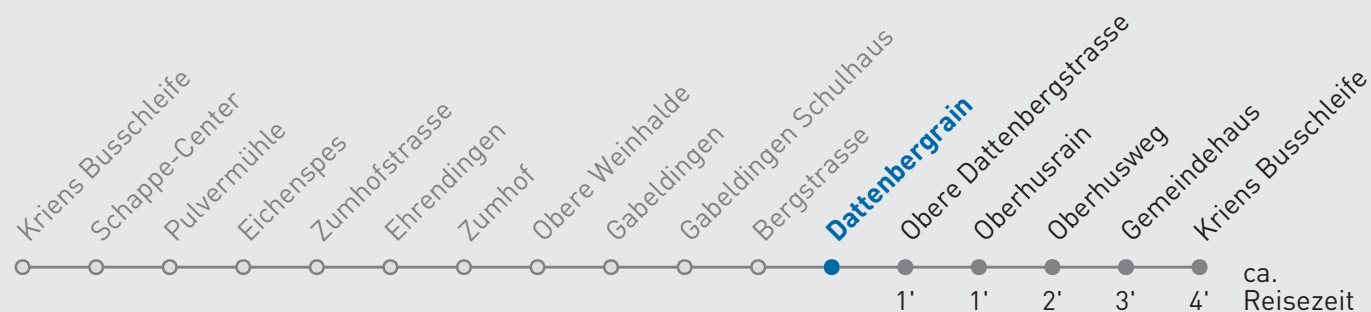 Kriens Busschleife
Schappe-Center
Pulvermühle
Eichenspes
Zumhofstrasse
Ehrendingen
Zumhof
Obere Weinhalde
Gabeldingen
Gabeldingen Schulhaus
Bergstrasse
Dattenbergrain
Obere Dattenbergstrasse
Oberhusrain
Oberhusweg
Gemeindehaus
Kriens Busschleife
ca.
1' 1' 2' 3' 4' Reisezeit